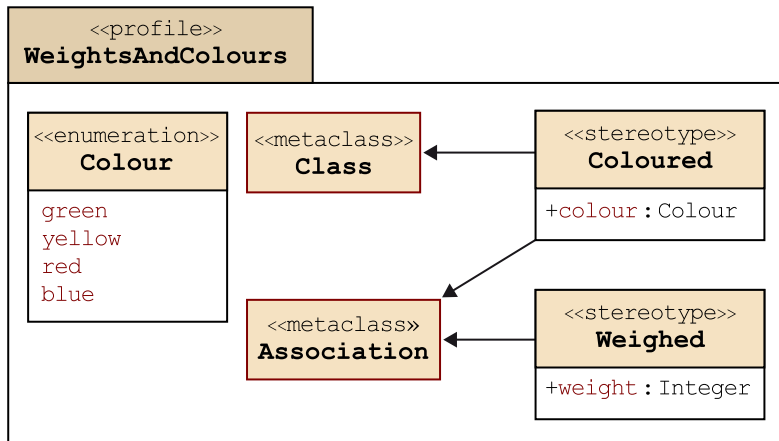 <<profile>>
WeightsAndColours
<<enumeration>>
Colour
green
yellow
red
blue
<<metaclass>>
Class
<<stereotype>>
Coloured
+colour:Colour
<<metaclass»
Association
<<stereotype>>
Weighed
+weight:Integer